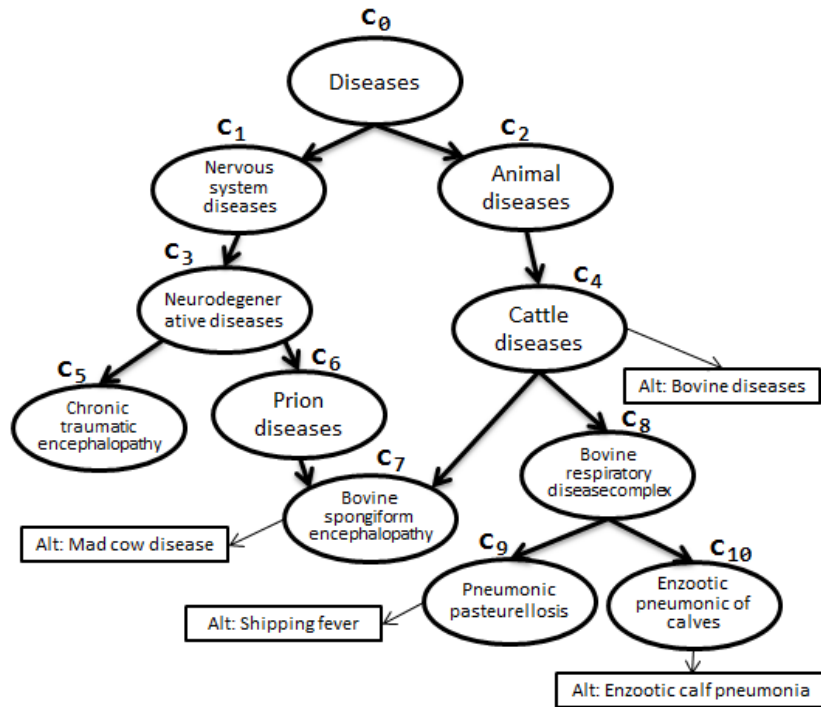 C0
Diseases
C1
C2
Nervous
system
diseases
Animal
diseases
C3
C4
Neurodegener
ative diseases
Cattle
diseases
C5
C6
Alt: Bovine diseases
Chronic
traumatic
encephalopathy
Prion
diseases
C8
C7
Bovine
respiratory
diseasecomplex
Bovine
spongiform
encephalopathy
Alt: Mad cow disease
C9
C10
Pneumonic
pasteurellosis
Enzootic
pneumonic of
calves
Alt: Shipping fever
Alt: Enzootic calf pneumonia